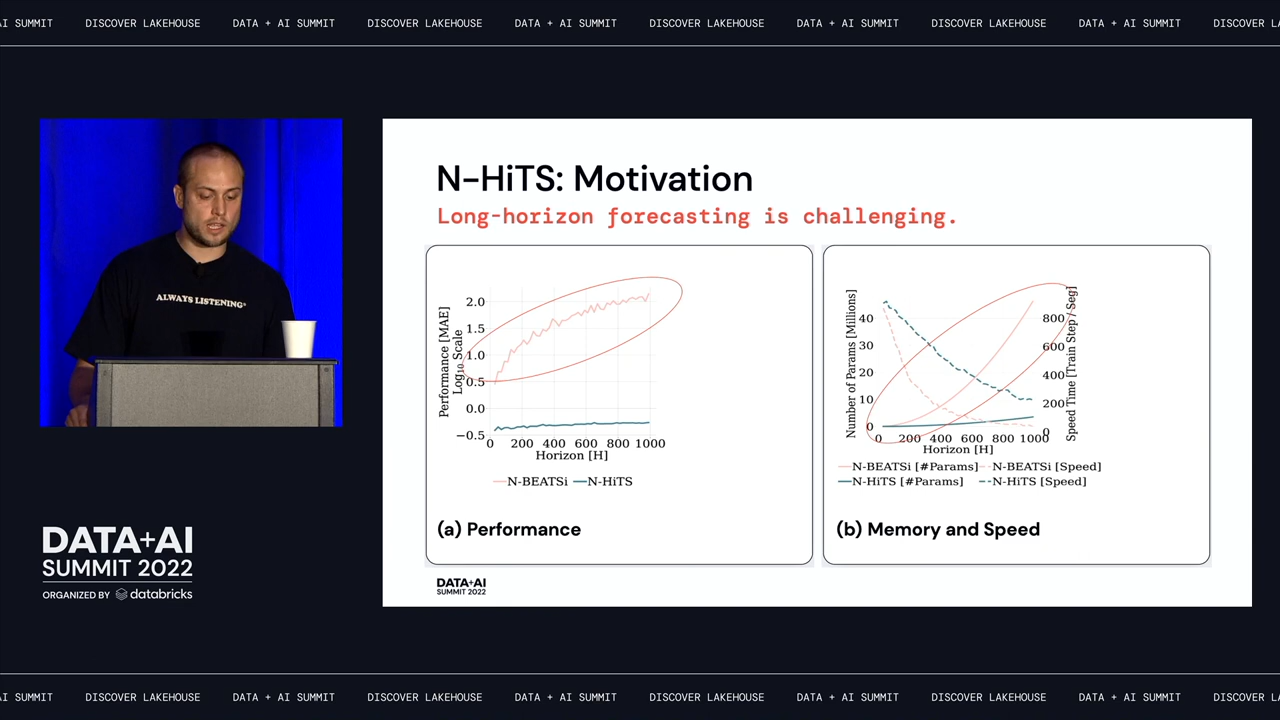 AI SUMMIT DISCOVER LAKEHOUSE DATA + AI SUMMIT DISCOVER LAKEHOUSE DATA + AI SUMMIT DISCOVER LAKEHOUSE DATA + AI SUMMIT DISCOVER LAKEHOUSE DATA + AI SUMMIT DISCOVER LA
N-HiTS: Motivation
Long-horizon forecasting is challenging.
ALWAYS LISTENING
Performance [MAE]
Log10 Scale
2.0
1.5
1.0
0.5
0.0
−0.5
0 200 400 600 800 1000
Horizon [H]
N-BEATSi N-HiTS
(a) Performance
Number of Params [Millions]
40
30
20
10
0
800
600
400
200
0
Speed Time [Train Step / Seg]
0 200 400 600 800 1000
Horizon [H]
N-BEATSi [#Params] N-BEATSi [Speed]
N-HiTS [#Params] N-HiTS [Speed]
(b) Memory and Speed
DATA+AI
SUMMIT 2022
DATA+AI
SUMMIT 2022
ORGANIZED BY databricks
AI SUMMIT DISCOVER LAKEHOUSE DATA + AI SUMMIT DISCOVER LAKEHOUSE DATA + AI SUMMIT DISCOVER LAKEHOUSE DATA + AI SUMMIT DISCOVER LAKEHOUSE DATA + AI SUMMIT DISCOVER LA